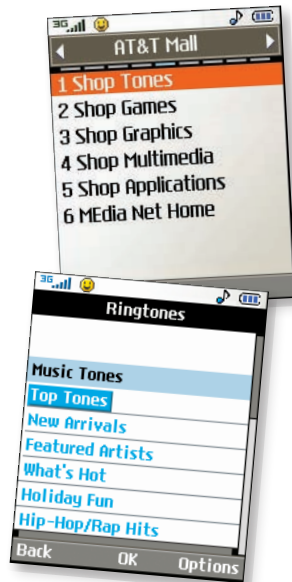 3G
AT&T Mall
1 Shop Tones
2 Shop Games
3 Shop Graphics
4 Shop Multimedia
5 Shop Applications
6 MEdia Net Home
3G
Ringtones
Music Tones
Top Tones
New Arrivals
Featured Artists
What's Hot
Holiday Fun
Hip-Hop/Rap Hits
Back OK Options